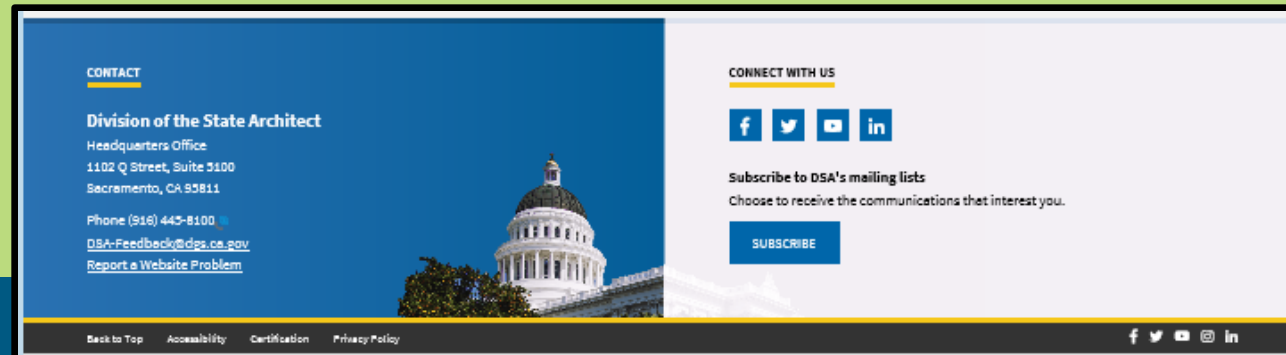 CONTACT
Division of the State Architect
Headquarters Office
1102 Q Street, Suite 5100
Sacramento, CA 95811
Phone (916) 445-8100
DSA-Feedback@dgs.ca.gov
Report a Website Problem
CONNECT WITH US
Subscribe to DSA's mailing lists
Choose to receive the communications that interest you.
SUBSCRIBE
Back to Top Accessibility Certification Privacy Policy